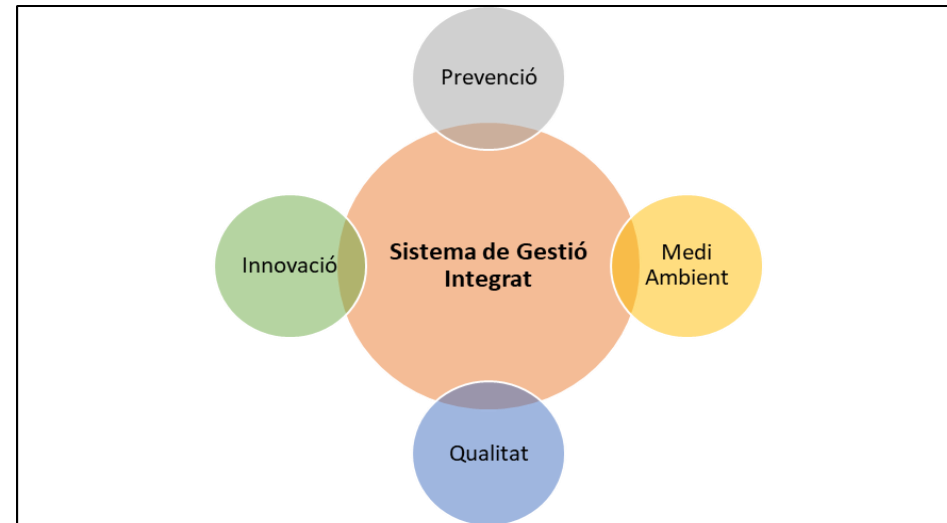 Prevenció
Innovació
Sistema de Gestió
Integrat
Medi
Ambient
Qualitat